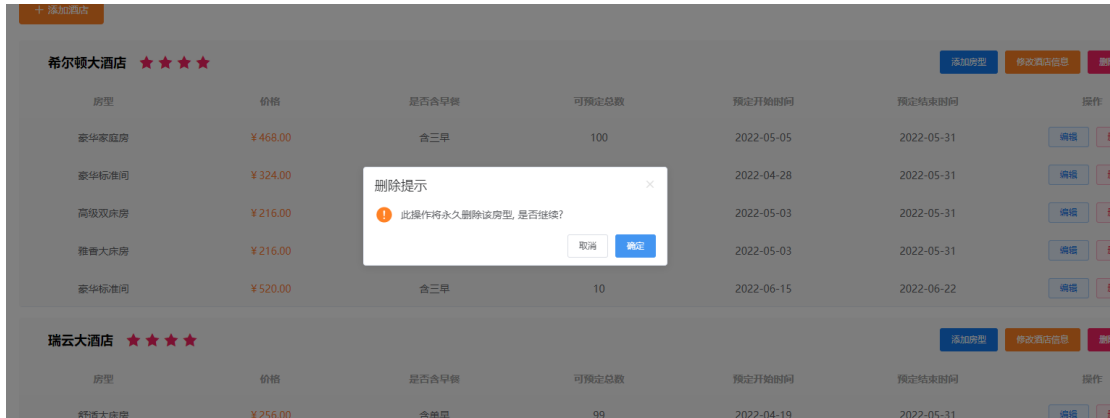 + 添加酒店
希尔顿大酒店 添加房型 修改酒店信息
房型 价格 是否含早餐 可预定总数 预定开始时间 预定结束时间 操作
豪华家庭房 ¥468.00 含三早 100 2022-05-05 2022-05-31 编辑
豪华标准间 ¥324.00 2022-04-28 2022-05-31 编辑
删除提示
高级双床房 ¥216.00 2022-05-03 2022-05-31 编辑
此操作将永久删除该房型, 是否继续?
雅番大床房 ¥216.00 2022-05-03 2022-05-31 编辑
取消 确定
豪华标准间 ¥520.00 含三早 10 2022-06-15 2022-06-22 编辑
瑞云大酒店 添加房型 修改酒店信息
房型 价格 是否含早餐 可预定总数 预定开始时间 预定结束时间 操作
舒适大床房 ¥256.00 含单早 99 2022-04-19 2022-05-31 编辑